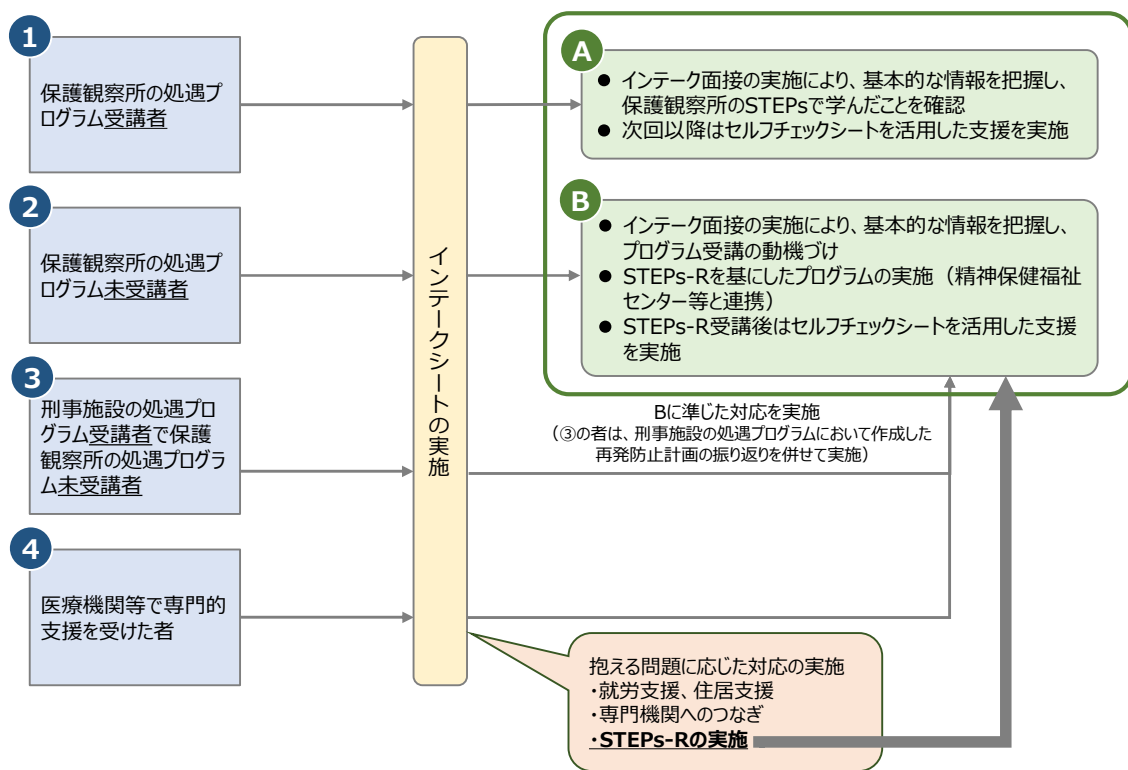 1
保護観察所の処遇プ
ログラム受講者
2
保護観察所の処遇プ
ログラム未受講者
3
刑事施設の処遇プロ
グラム受講者で保護
観察所の処遇プログラ
ム未受講者
4
医療機関等で専門的
支援を受けた者
インテークシートの実施
A
● インテーク面接の実施により、基本的な情報を把握し、
保護観察所のSTEPsで学んだことを確認
● 次回以降はセルフチェックシートを活用した支援を実施
B
● インテーク面接の実施により、基本的な情報を把握し、
プログラム受講の動機づけ
● STEPs-Rを基にしたプログラムの実施（精神保健福祉
センター等と連携）
● STEPs-R受講後はセルフチェックシートを活用した支援
を実施
Bに準じた対応を実施
（③の者は、刑事施設の処遇プログラムにおいて作成した
再発防止計画の振り返りを併せて実施）
抱える問題に応じた対応の実施
・就労支援、住居支援
・専門機関へのつなぎ
・STEPs-Rの実施